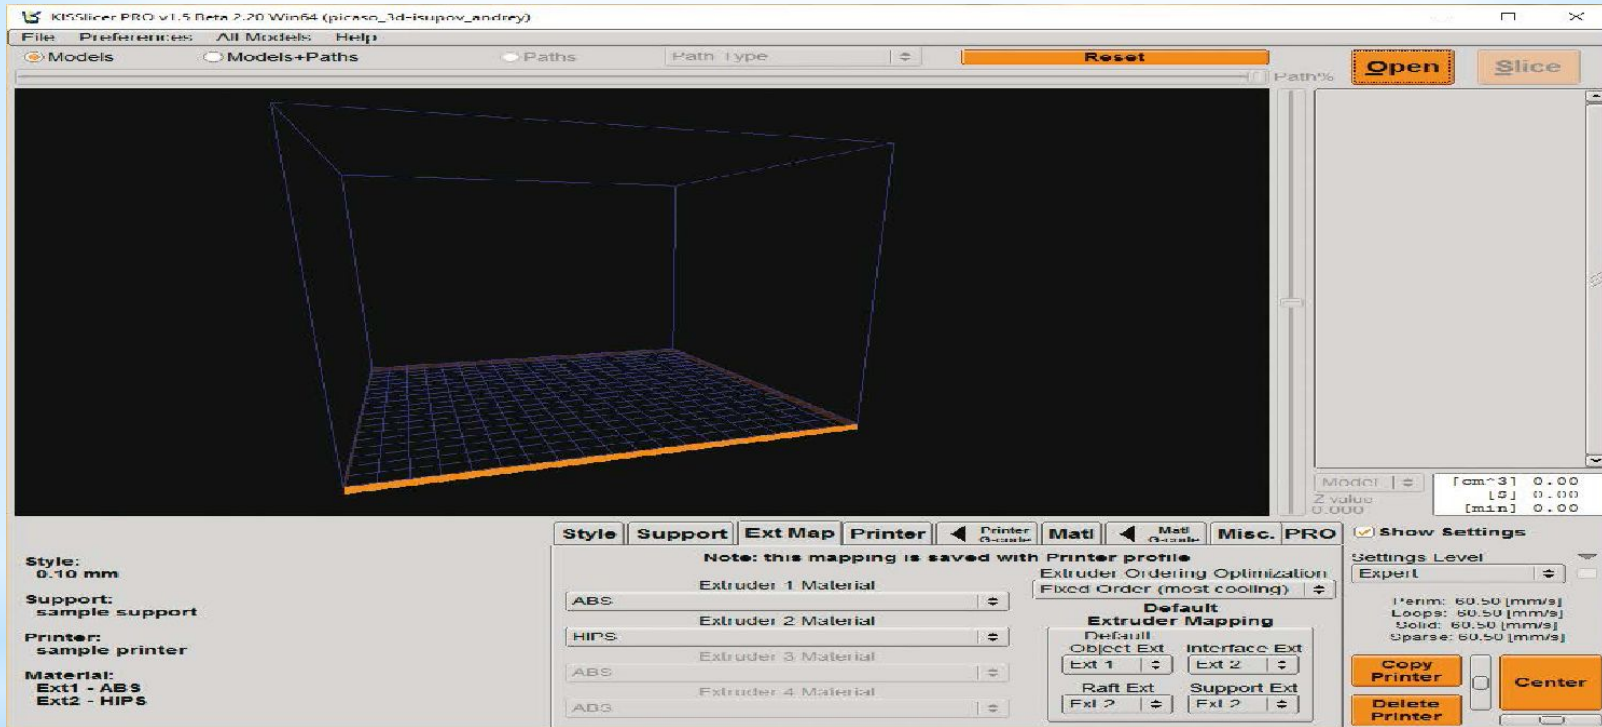 KISSlicer PRO v1.5 Beta 2.20 Win64 (picaso_3d-isupov_andrey)
File Preferences All Models Help
Models Models+Paths Paths Path Type Reset Open Slice
Path%
Model
[cm^3] 0.00
Z value [$] 0.00
0.000 [min] 0.00
Style Support Ext Map Printer Printer G-code Matl Matl G-code Misc. PRO Show Settings
Note: this mapping is saved with Printer profile
Style:
0.10 mm
Support:
sample support
Printer:
sample printer
Material:
Ext1 - ABS
Ext2 - HIPS
Extruder 1 Material
ABS
Extruder 2 Material
HIPS
Extruder 3 Material
ABS
Extruder 4 Material
ABS
Extruder Ordering Optimization
Fixed Order (most cooling)
Default
Extruder Mapping
Default
Object Ext Interface Ext
Ext 1 Ext 2
Raft Ext Support Ext
Ext 2 Ext 2
Settings Level
Expert
Perim: 60.50 [mm/s]
Loops: 60.50 [mm/s]
Solid: 60.50 [mm/s]
Sparse: 60.50 [mm/s]
Copy
Printer
Center
Delete
Printer